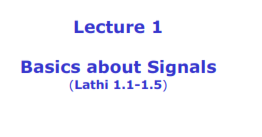 Lecture 1
Basics about Signals
(Lathi 1.1-1.5)